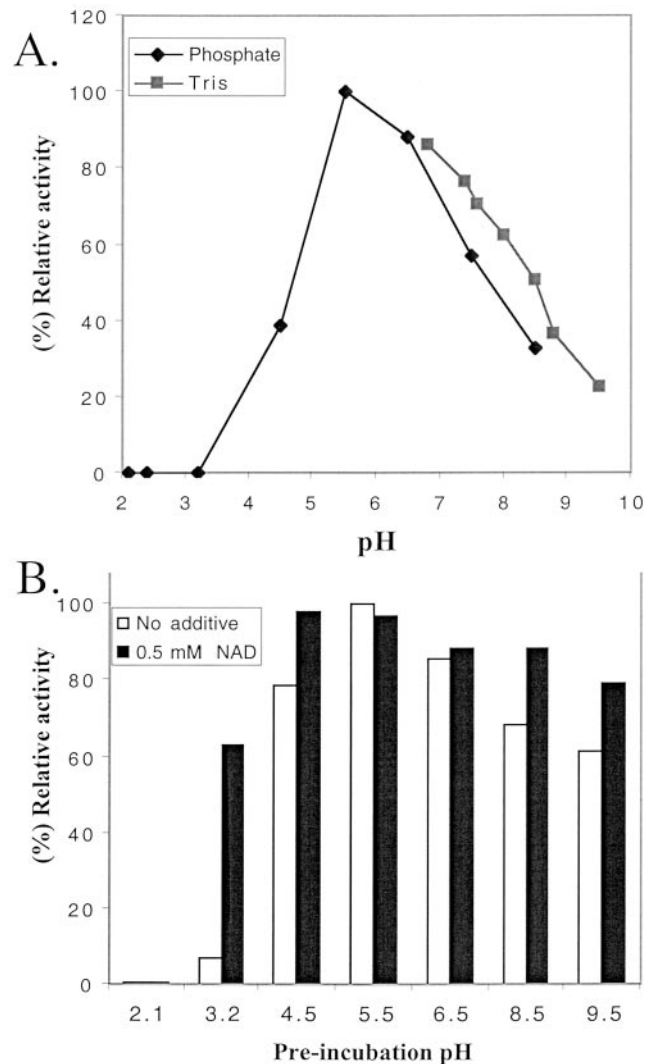 A.
120
100
80
60
40
20
0
(%) Relative activity
Phosphate
Tris
2 3 4 5 6 7 8 9 10
pH
B.
100
80
60
40
20
0
(%) Relative activity
No additive
0.5 mM NAD
2.1 3.2 4.5 5.5 6.5 8.5 9.5
Pre-incubation pH